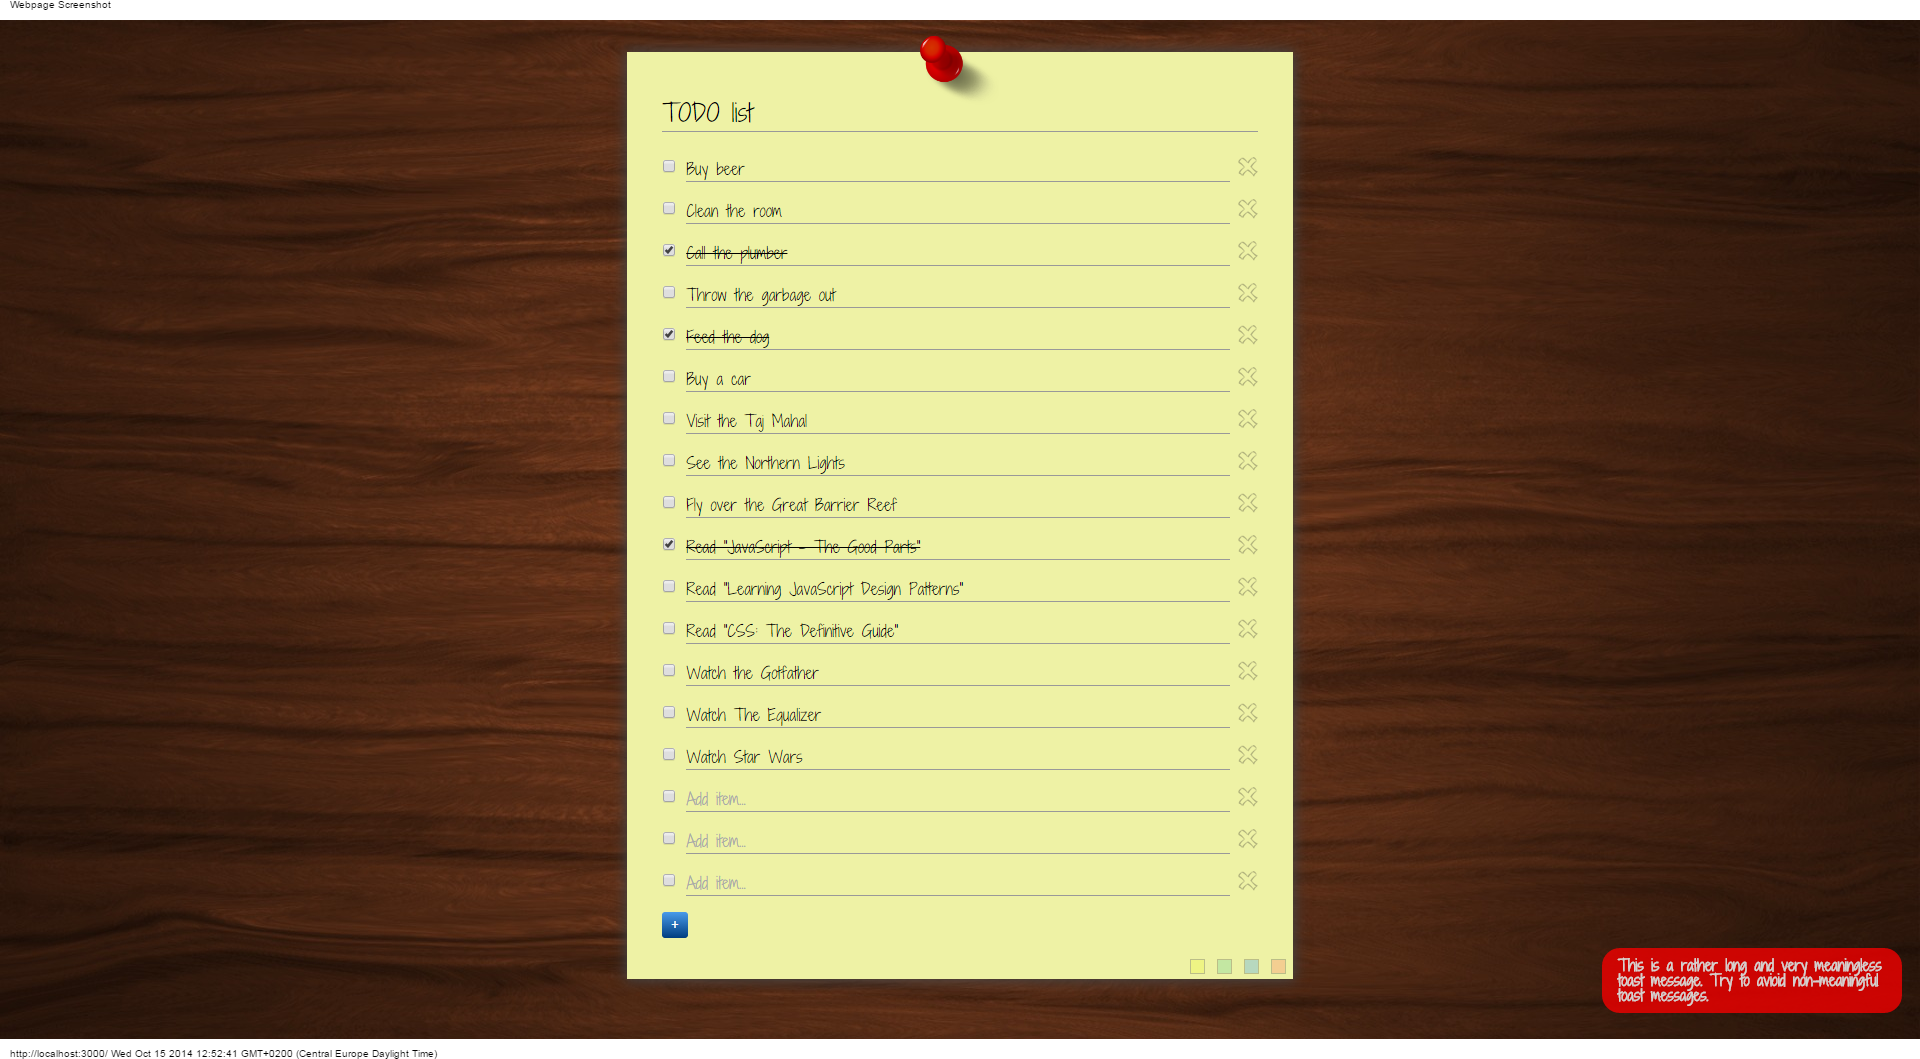 Webpage Screenshot
TODO list
Buy beer
Clean the room
Call the plumber
Throw the garbage out
Feed the dog
Buy a car
Visit the Taj Mahal
See the Northern Lights
Fly over the Great Barrier Reef
Read "JavaScript - The Good Parts"
Read "Learning JavaScript Design Patterns"
Read "CSS: The Definitive Guide"
Watch the Gotfather
Watch The Equalizer
Watch Star Wars
Add item...
Add item...
Add item...
+
This is a rather long and very meaningless
toast message. Try to avioid non-meaningful
toast messages.
http://localhost:3000/ Wed Oct 15 2014 12:52:41 GMT+0200 (Central Europe Daylight Time)